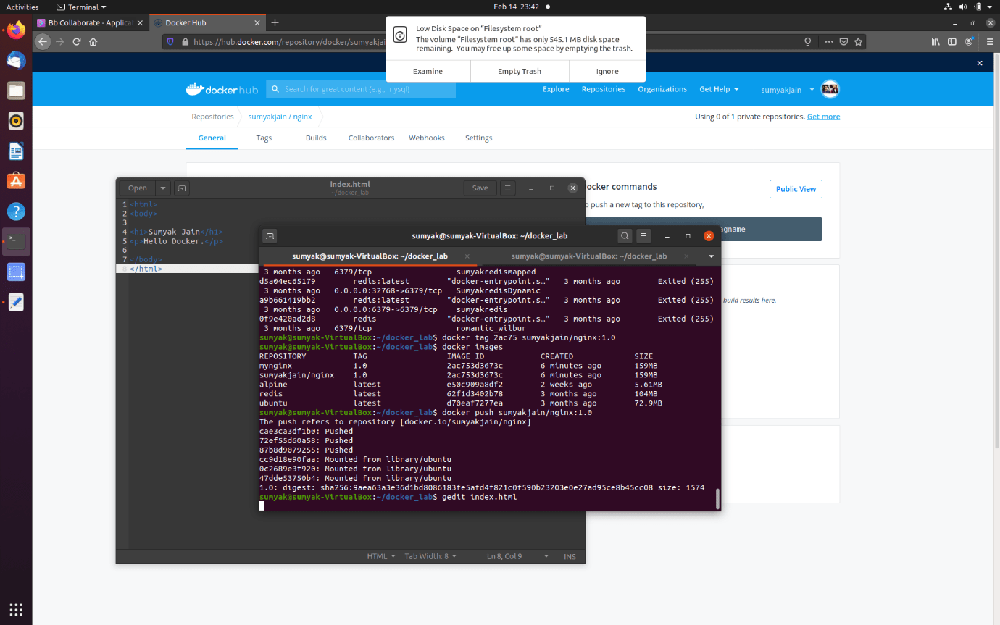 Activities Terminal Feb 14 23:42
Bb Collaborate - Applicat Docker Hub
https://hub.docker.com/repository/docker/sumyakjai
Low Disk Space on “Filesystem root”
The volume “Filesystem root” has only 545.1 MB disk space
remaining. You may free up some space by emptying the trash.
Examine Empty Trash Ignore
docker hub Search for great content (e.g., mysql) Explore Repositories Organizations Get Help sumyakjain
Repositories sumyakjain / nginx Using 0 of 1 private repositories. Get more
General Tags Builds Collaborators Webhooks Settings
ocker commands Public View
o push a new tag to this repository,
agname
build results here.
Open index.html Save
~/docker_lab
1 <html>
2 <body>
3
4 <h1>Sumyak Jain</h1>
5 <p>Hello Docker.</p>
6
7 </body>
8 </html>
HTML Tab Width: 8 Ln 8, Col 9 INS
sumyak@sumyak-VirtualBox: ~/docker_lab
sumyak@sumyak-VirtualBox: ~/docker_lab sumyak@sumyak-VirtualBox: ~/docker_lab
3 months ago 6379/tcp sumyakredismapped
d5a04ec65179 redis:latest "docker-entrypoint.s…" 3 months ago Exited (255)
3 months ago 0.0.0.0:32768->6379/tcp SumyakredisDynamic
a9b661419bb2 redis:latest "docker-entrypoint.s…" 3 months ago Exited (255)
3 months ago 0.0.0.0:6379->6379/tcp sumyakredis
0f9e420ad2d8 redis "docker-entrypoint.s…" 3 months ago Exited (255)
3 months ago 6379/tcp romantic_wilbur
sumyak@sumyak-VirtualBox:~/docker_lab$ docker tag 2ac75 sumyakjain/nginx:1.0
sumyak@sumyak-VirtualBox:~/docker_lab$ docker images
REPOSITORY TAG IMAGE ID CREATED SIZE
mynginx 1.0 2ac753d3673c 6 minutes ago 159MB
sumyakjain/nginx 1.0 2ac753d3673c 6 minutes ago 159MB
alpine latest e50c909a8df2 2 weeks ago 5.61MB
redis latest 62f1d3402b78 3 months ago 104MB
ubuntu latest d70eaf7277ea 3 months ago 72.9MB
sumyak@sumyak-VirtualBox:~/docker_lab$ docker push sumyakjain/nginx:1.0
The push refers to repository [docker.io/sumyakjain/nginx]
cae3ca3df1b0: Pushed
72ef55d60a58: Pushed
87b8d9079255: Pushed
cc9d18e90faa: Mounted from library/ubuntu
0c2689e3f920: Mounted from library/ubuntu
47dde53750b4: Mounted from library/ubuntu
1.0: digest: sha256:9aea63a3e36d1bd8086183fe5afd4f821c0f590b23203e0e27ad95ce8b45cc08 size: 1574
sumyak@sumyak-VirtualBox:~/docker_lab$ gedit index.html